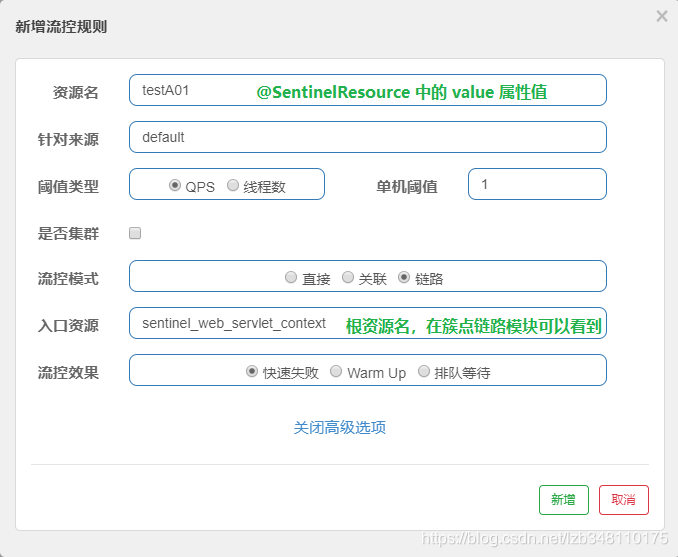 新增流控规则 ×
资源名 testA01 @SentinelResource 中的 value 属性值
针对来源 default
阈值类型 QPS 线程数 单机阈值 1
是否集群
流控模式 直接 关联 链路
入口资源 sentinel_web_servlet_context 根资源名，在簇点链路模块可以看到
流控效果 快速失败 Warm Up 排队等待
关闭高级选项
新增 取消
https://blog.csdn.net/lzb348110175